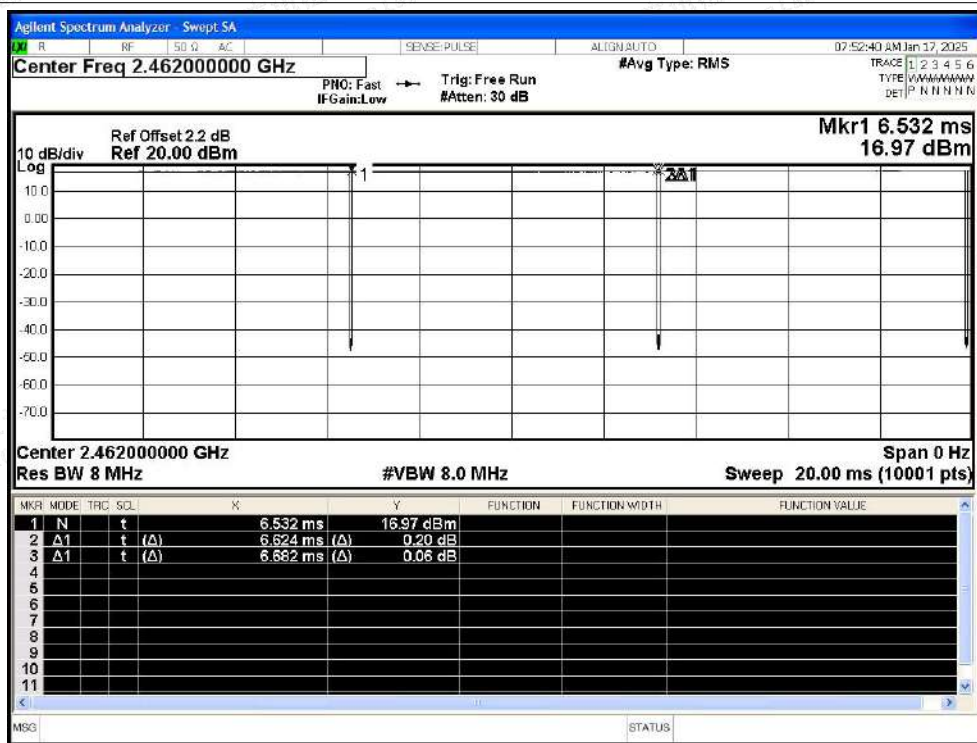 Agilent Spectrum Analyzer - Swept SA
LXI R RF 50 Ω AC SENSE:PULSE ALIGNAUTO 07:52:40 AM Jan 17, 2025
Center Freq 2.462000000 GHz #Avg Type: RMS TRACE 1 2 3 4 5 6
PNO: Fast Trig: Free Run TYPE WWWWWWW
IFGain:Low #Atten: 30 dB DET P N N N N N
Mkr1 6.532 ms
Ref Offset 2.2 dB
10 dB/div Ref 20.00 dBm 16.97 dBm
Log
1
10.0
0.00
-10.0
-20.0
-30.0
-40.0
-50.0
-60.0
-70.0
Center 2.462000000 GHz Span 0 Hz
Res BW 8 MHz #VBW 8.0 MHz Sweep 20.00 ms (10001 pts)
MKR MODE TRC SCL X Y FUNCTION FUNCTION WIDTH FUNCTION VALUE
1 N t 6.532 ms 16.97 dBm
2 Δ1 t (Δ) 6.624 ms (Δ) 0.20 dB
3 Δ1 t (Δ) 6.682 ms (Δ) 0.06 dB
4
5
6
7
8
9
10
11
MSG STATUS